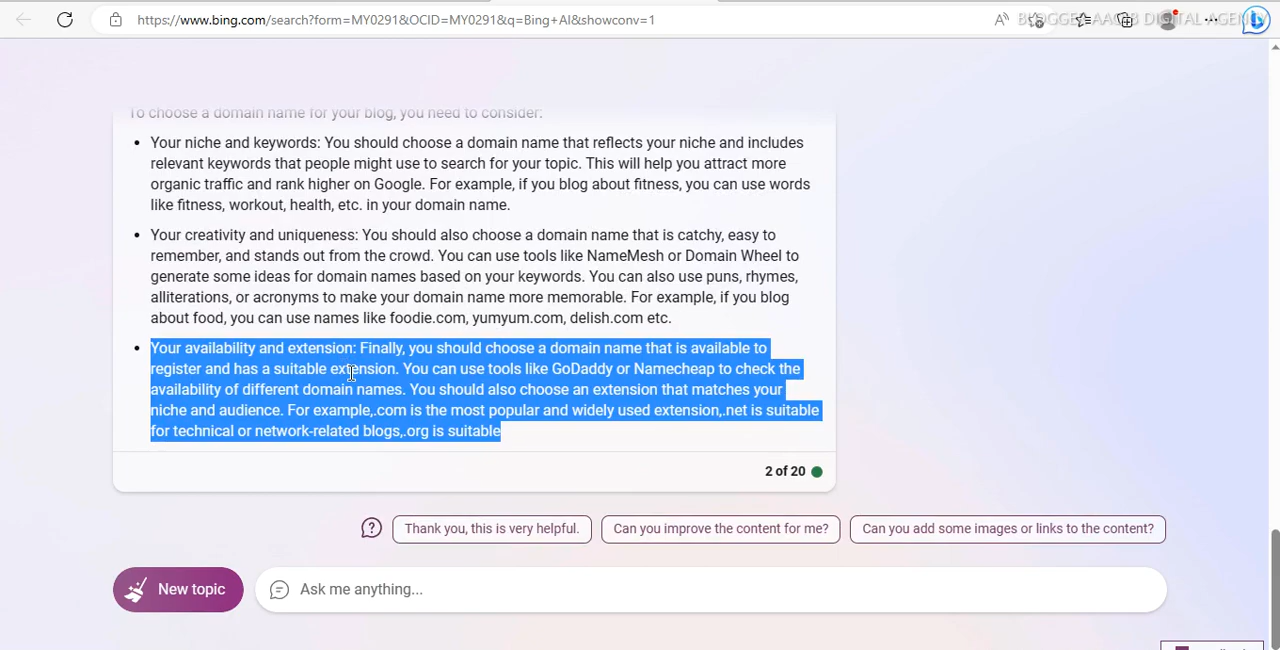 https://www.bing.com/search?form=MY0291&OCID=MY0291&q=Bing+AI&showconv=1
To choose a domain name for your blog, you need to consider:
• Your niche and keywords: You should choose a domain name that reflects your niche and includes
relevant keywords that people might use to search for your topic. This will help you attract more
organic traffic and rank higher on Google. For example, if you blog about fitness, you can use words
like fitness, workout, health, etc. in your domain name.
• Your creativity and uniqueness: You should also choose a domain name that is catchy, easy to
remember, and stands out from the crowd. You can use tools like NameMesh or Domain Wheel to
generate some ideas for domain names based on your keywords. You can also use puns, rhymes,
alliterations, or acronyms to make your domain name more memorable. For example, if you blog
about food, you can use names like foodie.com, yumyum.com, delish.com etc.
• Your availability and extension: Finally, you should choose a domain name that is available to
register and has a suitable extension. You can use tools like GoDaddy or Namecheap to check the
availability of different domain names. You should also choose an extension that matches your
niche and audience. For example,.com is the most popular and widely used extension,.net is suitable
for technical or network-related blogs,.org is suitable
2 of 20
Thank you, this is very helpful. Can you improve the content for me? Can you add some images or links to the content?
New topic Ask me anything...